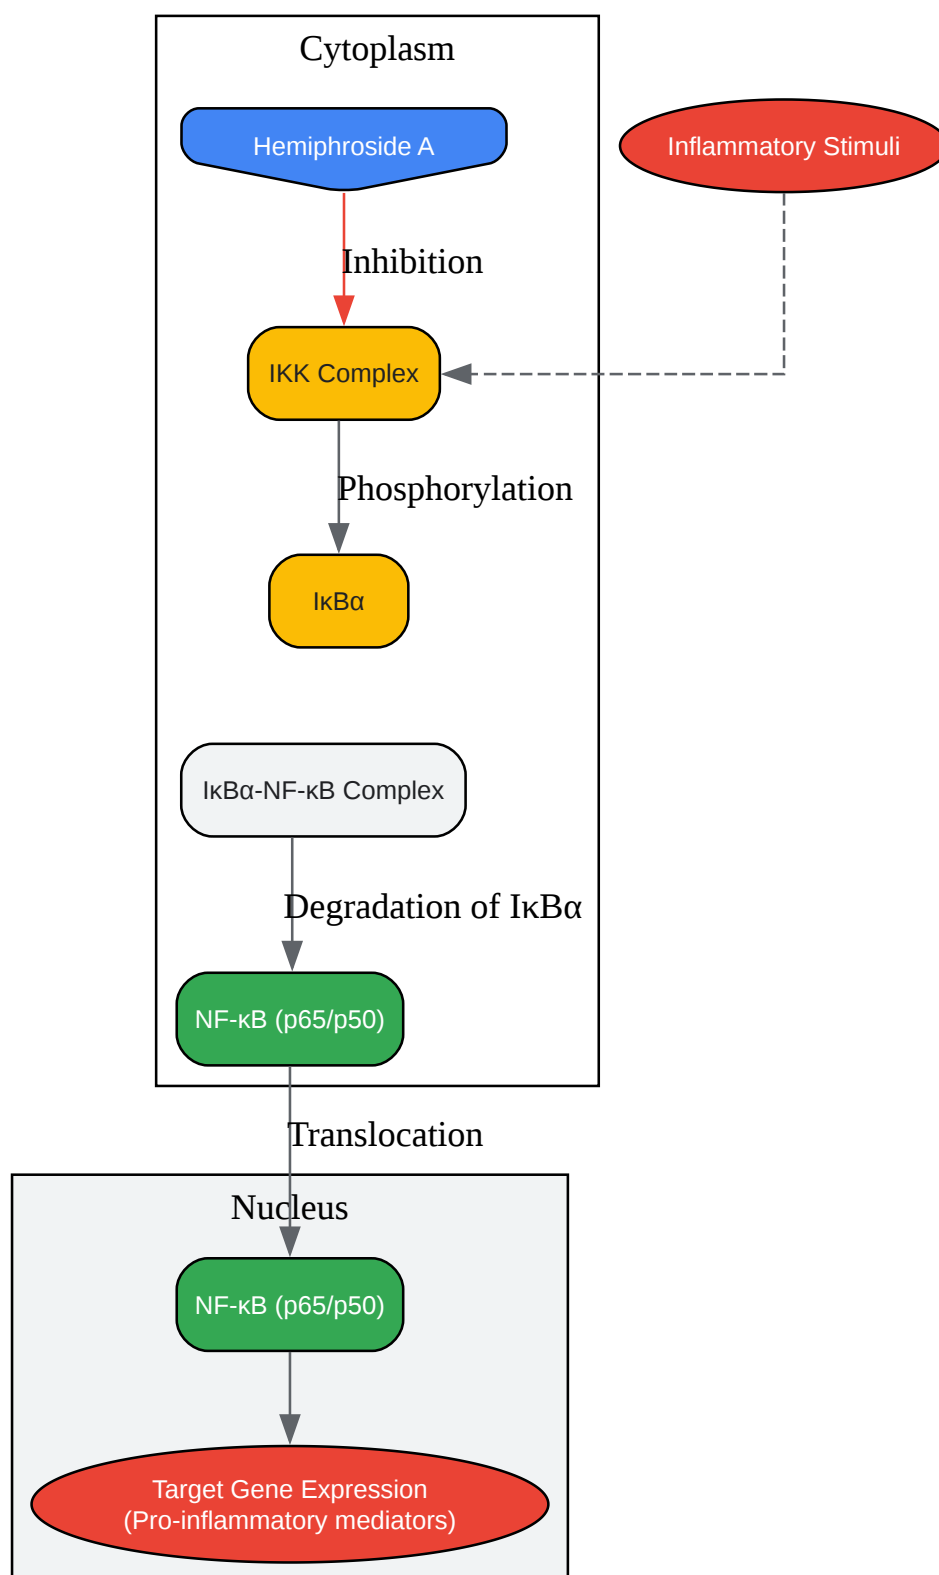 Cytoplasm
Hemiphroside A
Inflammatory Stimuli
Inhibition
IKK Complex
Phosphorylation
IκBα
IκBα-NF-κB Complex
Degradation of IκBα
NF-κB (p65/p50)
Translocation
Nucleus
NF-κB (p65/p50)
Target Gene Expression
(Pro-inflammatory mediators)